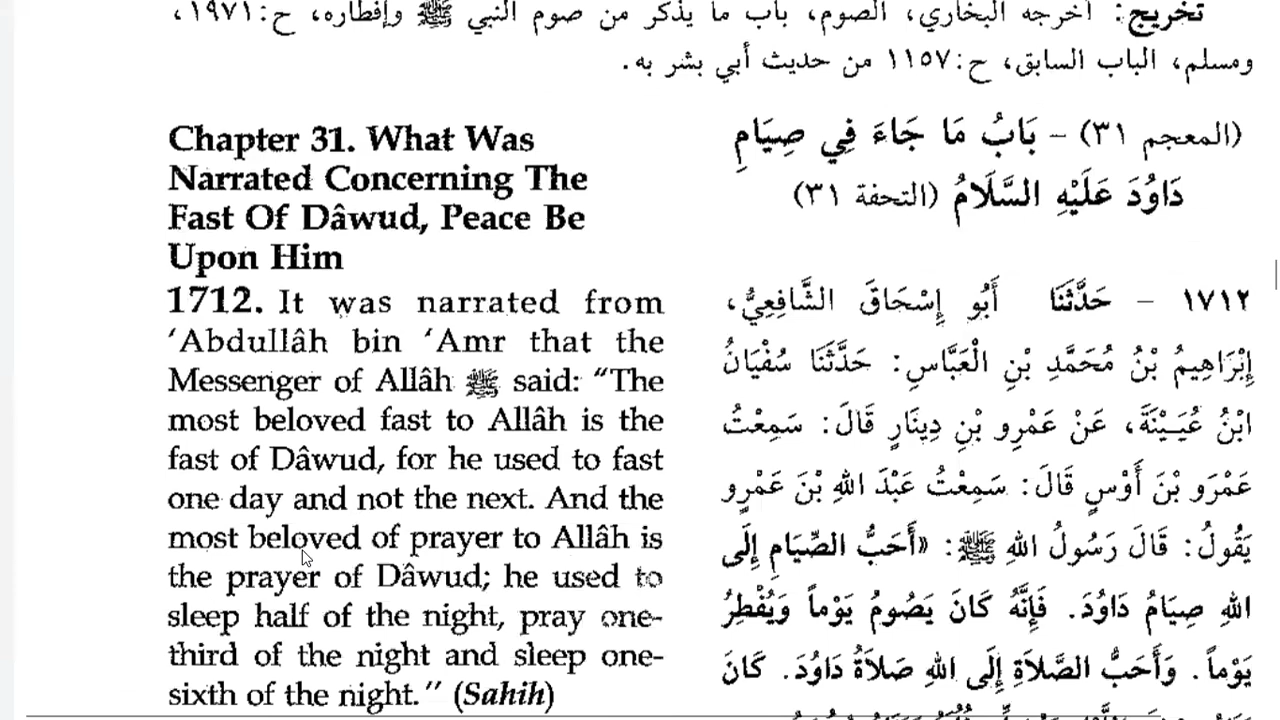 تخريج: أخرجه البخاري، الصوم، باب ما يذكر من صوم النبي ﷺ وإفطاره، ح:١٩٧١،
ومسلم، الباب السابق، ح:١١٥٧ من حديث أبي بشر به.
Chapter 31. What Was
Narrated Concerning The
Fast Of Dâwud, Peace Be
Upon Him
1712. It was narrated from
‘Abdullâh bin ‘Amr that the
Messenger of Allâh ﷺ said: “The
most beloved fast to Allâh is the
fast of Dâwud, for he used to fast
one day and not the next. And the
most beloved of prayer to Allâh is
the prayer of Dâwud; he used to
sleep half of the night, pray one-
third of the night and sleep one-
sixth of the night.” (Sahih)
(المعجم ٣١) – بَابُ مَا جَاءَ فِي صِيَامِ
دَاوُدَ عَلَيْهِ السَّلَامُ (التحفة ٣١)
١٧١٢ – حَدَّثَنَا أَبُو إِسْحَاقَ الشَّافِعِيُّ،
إِبْرَاهِيمُ بْنُ مُحَمَّدِ بْنِ الْعَبَّاسِ: حَدَّثَنَا سُفْيَانُ
ابْنُ عُيَيْنَةَ، عَنْ عَمْرِو بْنِ دِينَارٍ قَالَ: سَمِعْتُ
عَمْرَو بْنَ أَوْسٍ قَالَ: سَمِعْتُ عَبْدَ اللهِ بْنَ عَمْرٍو
يَقُولُ: قَالَ رَسُولُ اللهِ ﷺ: «أَحَبُّ الصِّيَامِ إِلَى
اللهِ صِيَامُ دَاوُدَ. فَإِنَّهُ كَانَ يَصُومُ يَوْماً وَيُفْطِرُ
يَوْماً. وَأَحَبُّ الصَّلَاةِ إِلَى اللهِ صَلَاةُ دَاوُدَ. كَانَ